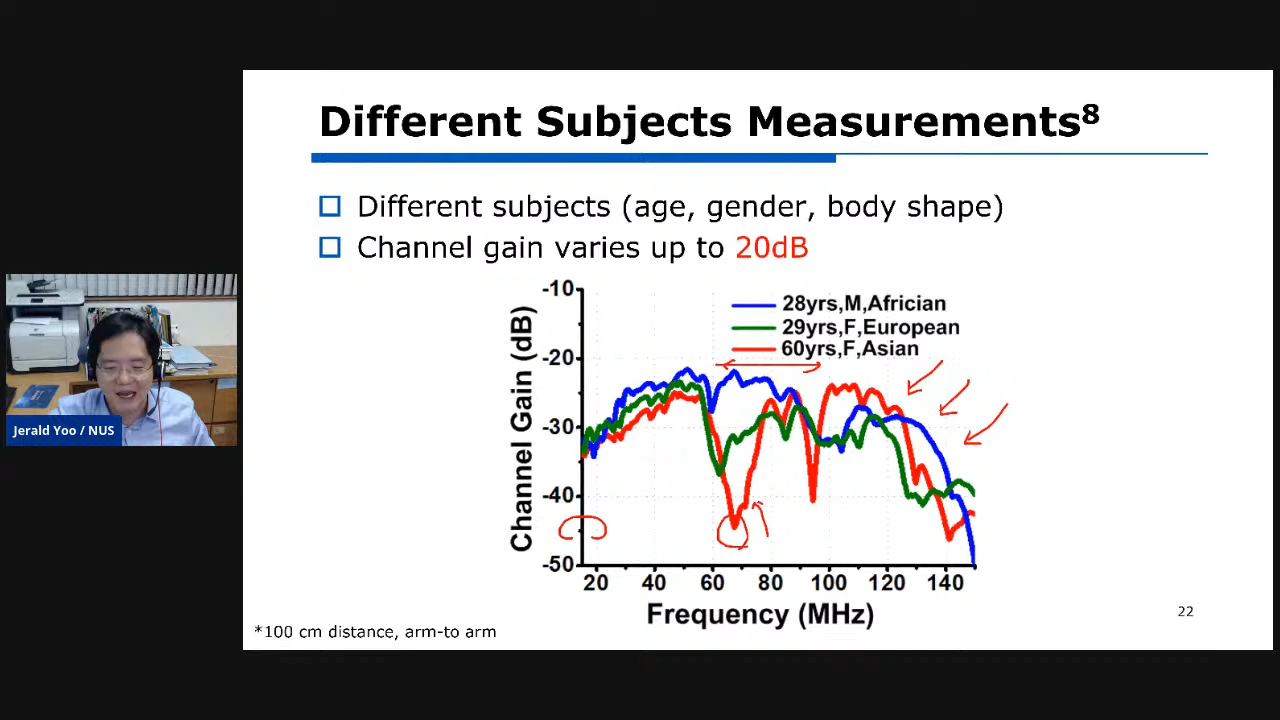 Different Subjects Measurements⁸
Different subjects (age, gender, body shape)
Channel gain varies up to 20dB
Jerald Yoo / NUS
Channel Gain (dB)
-10
-20
-30
-40
-50
28yrs,M,Africian
29yrs,F,European
60yrs,F,Asian
20 40 60 80 100 120 140
Frequency (MHz)
*100 cm distance, arm-to arm
22